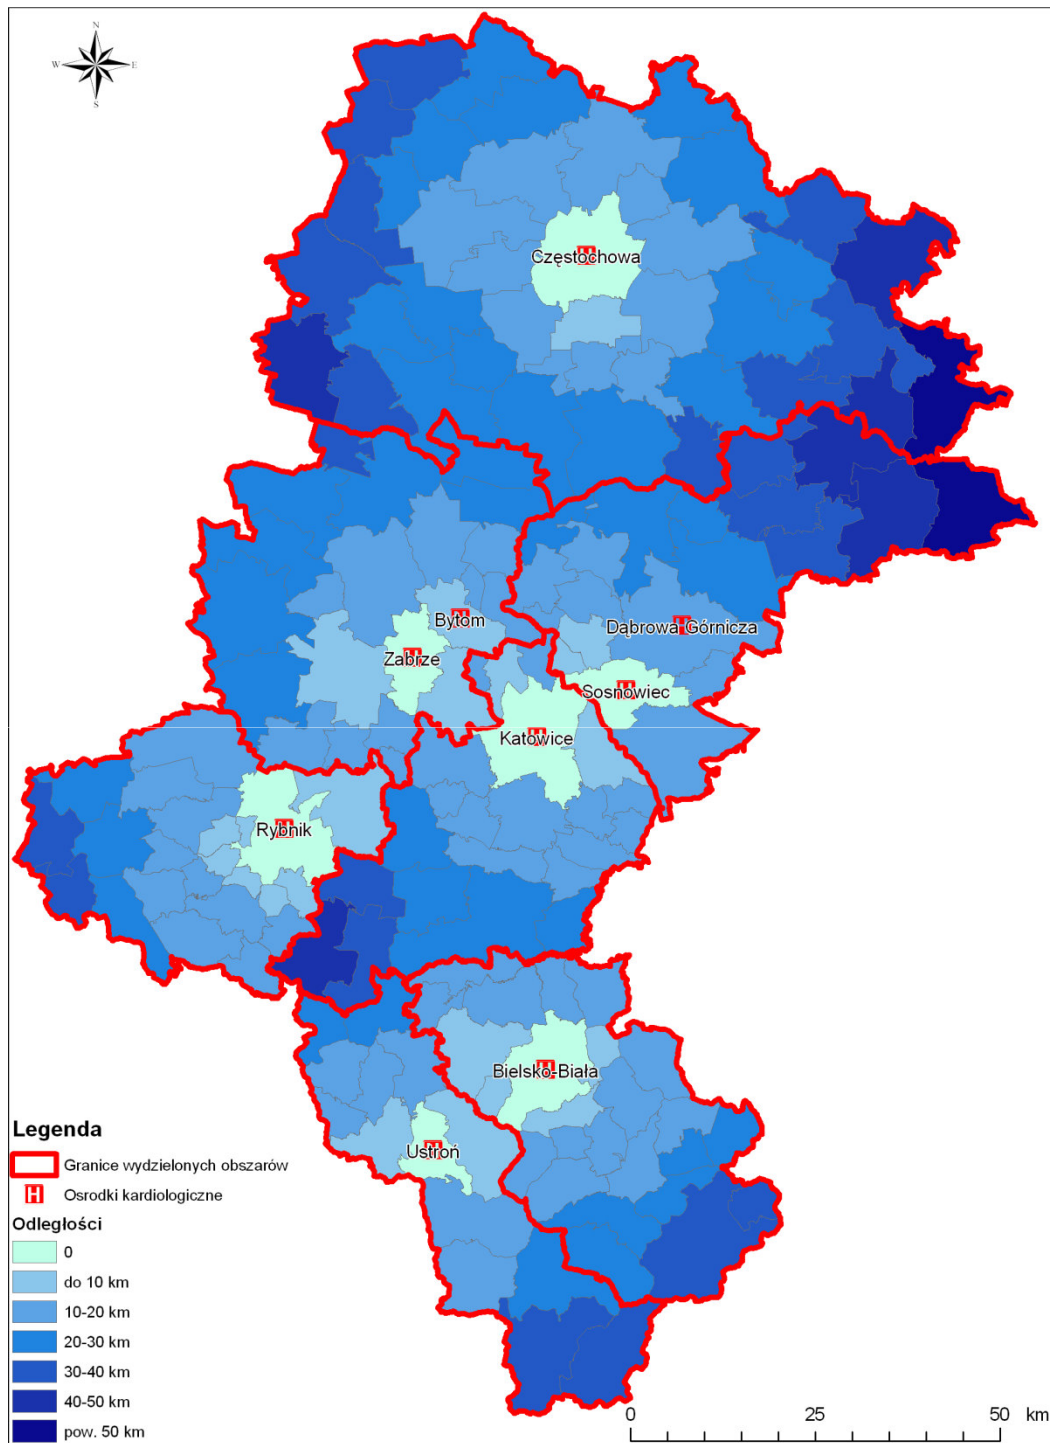 N
W E
S
Częstochowa
Bytom
Dąbrowa Górnicza
Zabrze
Sosnowiec
Katowice
Rybnik
Bielsko-Biała
Ustroń
Legenda
Granice wydzielonych obszarów
H Osrodki kardiologiczne
Odległości
0
do 10 km
10-20 km
20-30 km
30-40 km
40-50 km
pow. 50 km
0 25 50 km